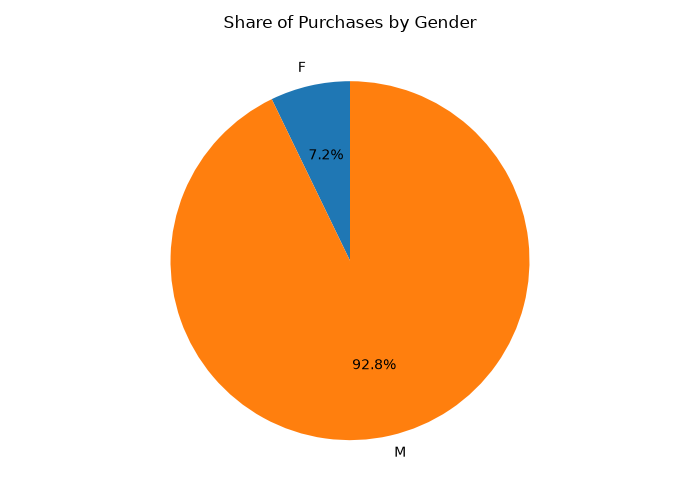 Share of Purchases by Gender
F
7.2%
92.8%
M